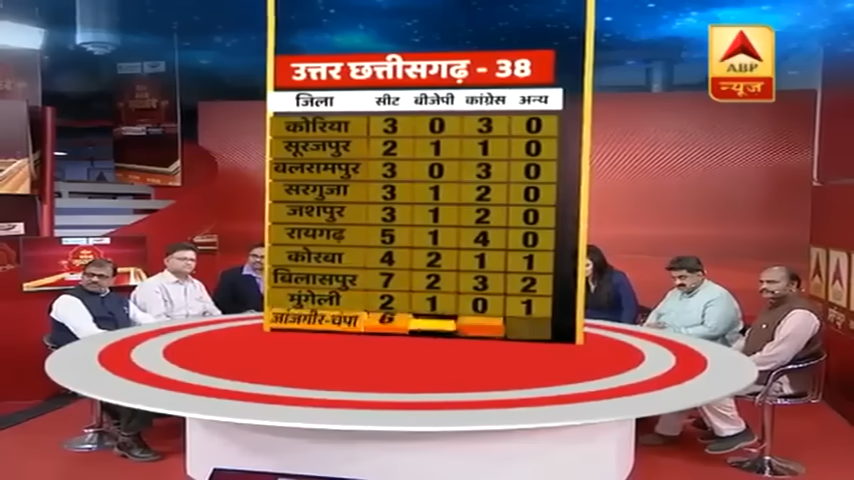 उत्तर छत्तीसगढ़ - 38
ABP
न्यूज़
जिला सीट बीजेपी कांग्रेस अन्य
कोरिया 3 0 3 0
सूरजपुर 2 1 1 0
बलरामपुर 3 0 3 0
सरगुजा 3 1 2 0
जशपुर 3 1 2 0
रायगढ़ 5 1 4 0
कोरबा 4 2 1 1
बिलासपुर 7 2 3 2
मुंगेली 2 1 0 1
जांजगीर-चंपा 6